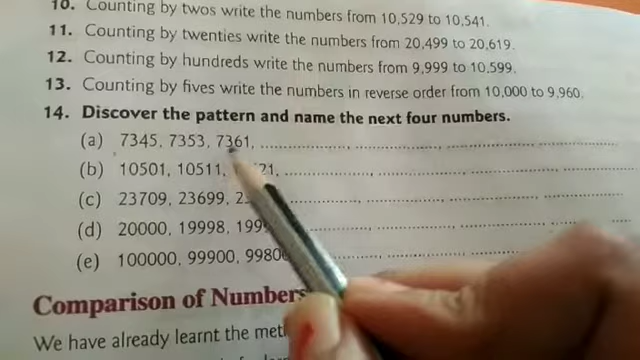 10. Counting by twos write the numbers from 10,529 to 10,541.
11. Counting by twenties write the numbers from 20,499 to 20,619.
12. Counting by hundreds write the numbers from 9,999 to 10,599.
13. Counting by fives write the numbers in reverse order from 10,000 to 9,960.
14. Discover the pattern and name the next four numbers.
(a) 7345, 7353, 7361, ...................., ...................., ...................., ....................
(b) 10501, 10511, 21, ...................., ...................., ...................., ....................
(c) 23709, 23699, 2 ...................., ...................., ...................., ....................
(d) 20000, 19998, 199 ...................., ...................., ...................., ....................
(e) 100000, 99900, 9980 ...................., ...................., ...................., ....................
Comparison of Numbers
We have already learnt the